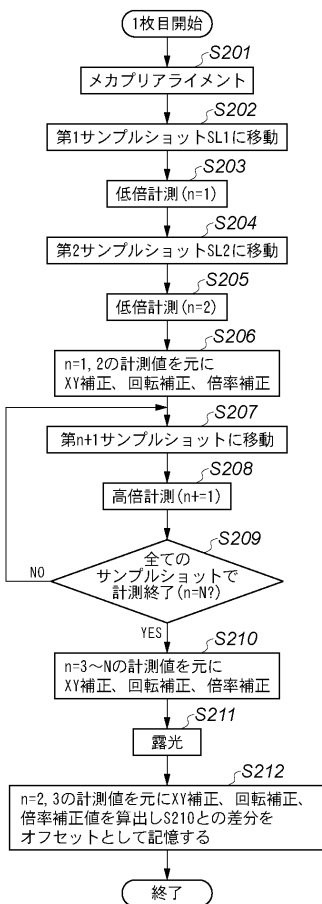 1枚目開始
S201
メカプリアライメント
S202
第1サンプルショットSL1に移動
S203
低倍計測(n=1)
S204
第2サンプルショットSL2に移動
S205
低倍計測(n=2)
S206
n=1,2の計測値を元に
XY補正、回転補正、倍率補正
S207
第n+1サンプルショットに移動
S208
高倍計測(n+=1)
S209
全ての
サンプルショットで
計測終了(n=N?)
NO
YES
S210
n=3～Nの計測値を元に
XY補正、回転補正、倍率補正
S211
露光
S212
n=2,3の計測値を元にXY補正、回転補正、
倍率補正値を算出しS210との差分を
オフセットとして記憶する
終了